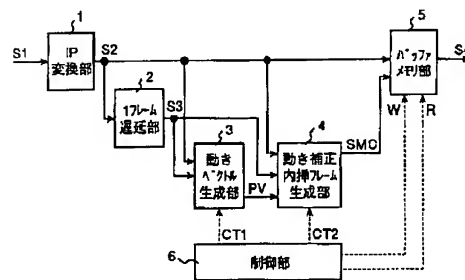 1
5
S1
IP
変換部
S2
バッファ
メモリ部
2
1フレーム
遅延部
S3
W
R
3
4
動き
ベクトル
生成部
PV
動き補正
内挿フレーム
生成部
SMC
CT1
CT2
6
制御部